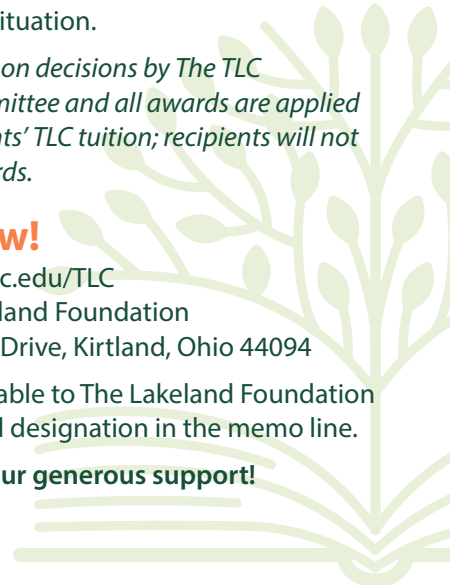 ituation.
on decisions by The TLC
mittee and all awards are applied
nts' TLC tuition; recipients will not
rds.
w!
c.edu/TLC
land Foundation
Drive, Kirtland, Ohio 44094
able to The Lakeland Foundation
l designation in the memo line.
ur generous support!